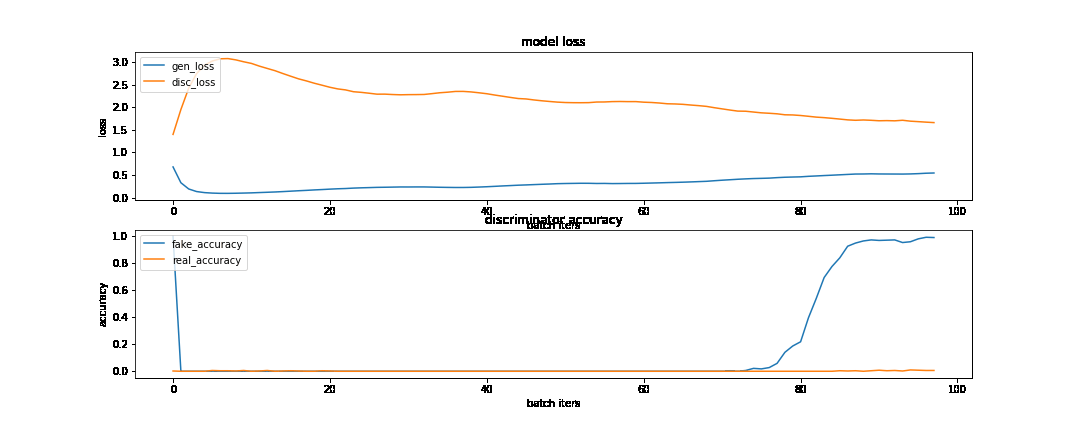 model loss
gen_loss
disc_loss
loss
3.0
2.5
2.0
1.5
1.0
0.5
0.0
0 20 40 60 80 100
batch iters
discriminator accuracy
fake_accuracy
real_accuracy
accuracy
1.0
0.8
0.6
0.4
0.2
0.0
0 20 40 60 80 100
batch iters